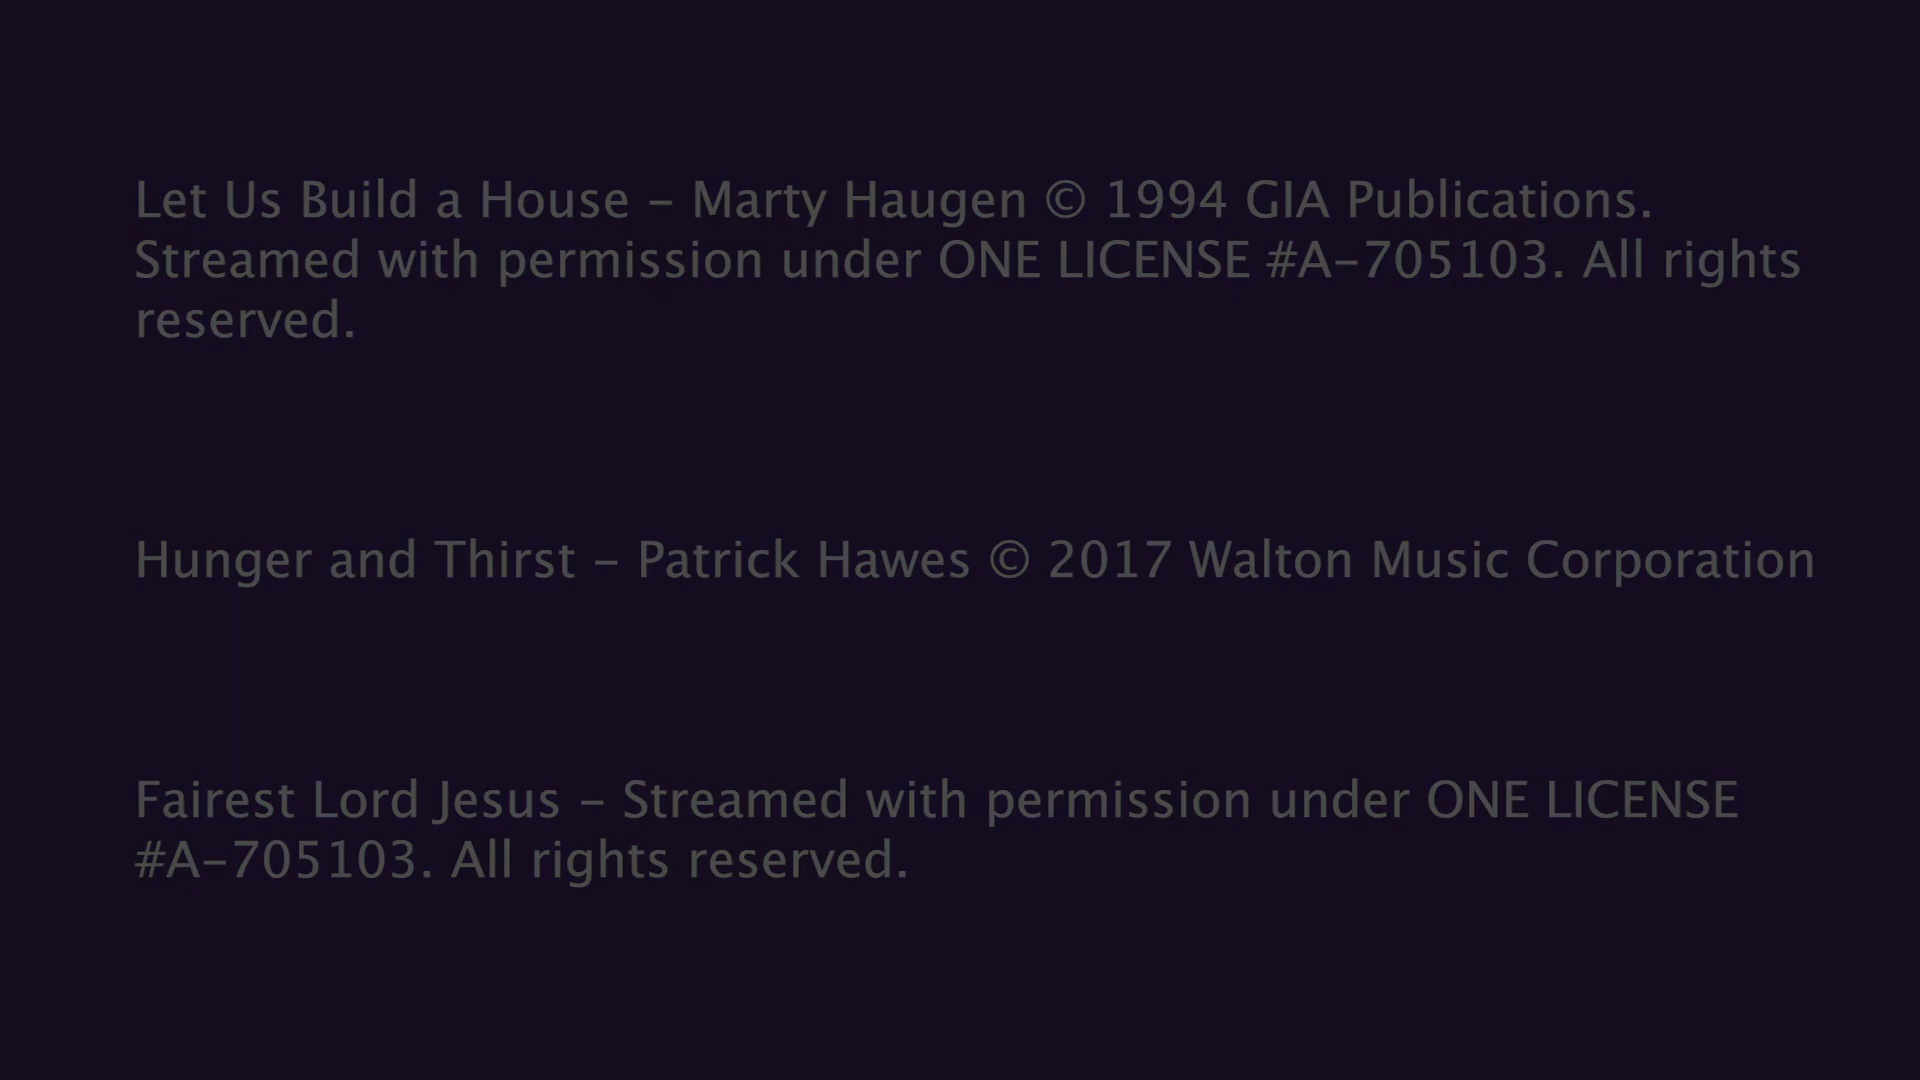 Let Us Build a House – Marty Haugen © 1994 GIA Publications.
Streamed with permission under ONE LICENSE #A-705103. All rights
reserved.
Hunger and Thirst – Patrick Hawes © 2017 Walton Music Corporation
Fairest Lord Jesus – Streamed with permission under ONE LICENSE
#A-705103. All rights reserved.